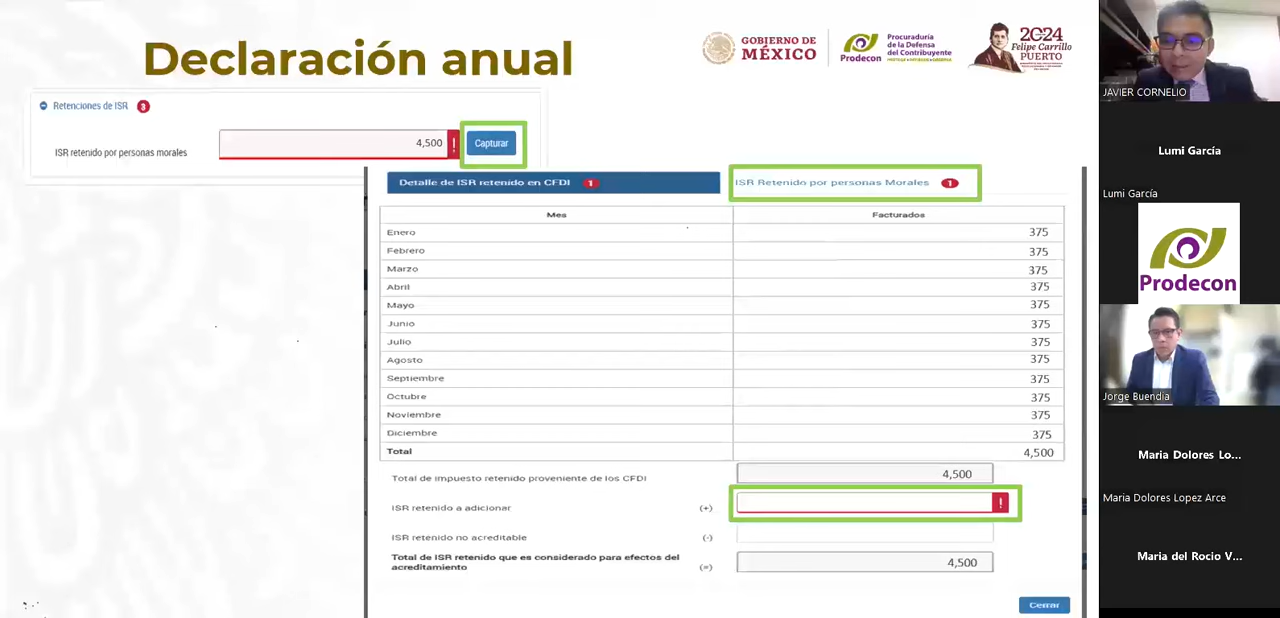 Declaración anual
GOBIERNO DE
MÉXICO
Prodecon
Procuraduría
de la Defensa
del Contribuyente
2024
Felipe Carrillo
PUERTO
Retenciones de ISR 3
ISR retenido por personas morales 4,500 ! Capturar
Detalle de ISR retenido en CFDI 1
ISR Retenido por personas Morales 1
Mes Facturados
Enero 375
Febrero 375
Marzo 375
Abril 375
Mayo 375
Junio 375
Julio 375
Agosto 375
Septiembre 375
Octubre 375
Noviembre 375
Diciembre 375
Total 4,500
Total de impuesto retenido proveniente de los CFDI 4,500
ISR retenido a adicionar (+) !
ISR retenido no acreditable (-)
Total de ISR retenido que es considerado para efectos del
acreditamiento (=) 4,500
Cerrar
JAVIER CORNELIO
Lumi García
Lumi García
Prodecon
Jorge Buendia
Maria Dolores Lo...
Maria Dolores Lopez Arce
Maria del Rocio V...